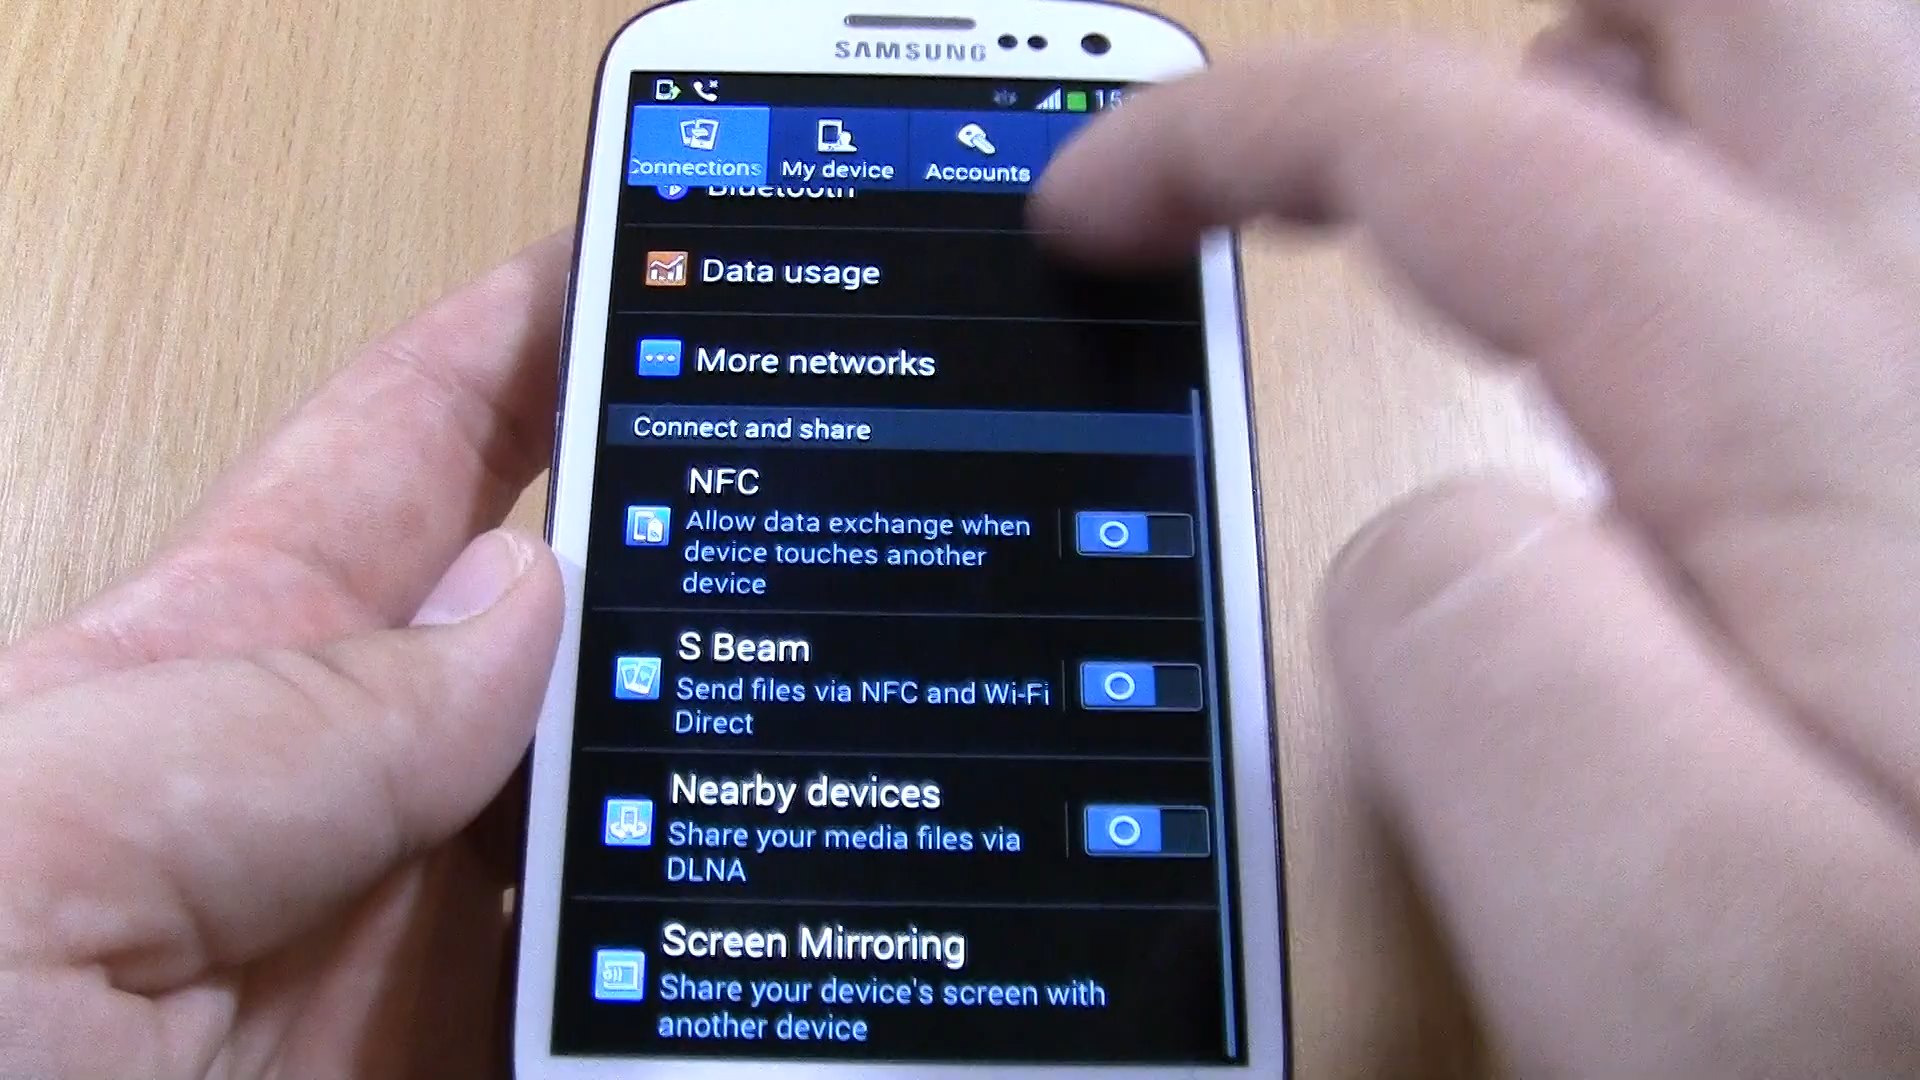 SAMSUNG
Connections
My device
Accounts
Bluetooth
Data usage
More networks
Connect and share
NFC
Allow data exchange when
device touches another
device
S Beam
Send files via NFC and Wi-Fi
Direct
Nearby devices
Share your media files via
DLNA
Screen Mirroring
Share your device's screen with
another device